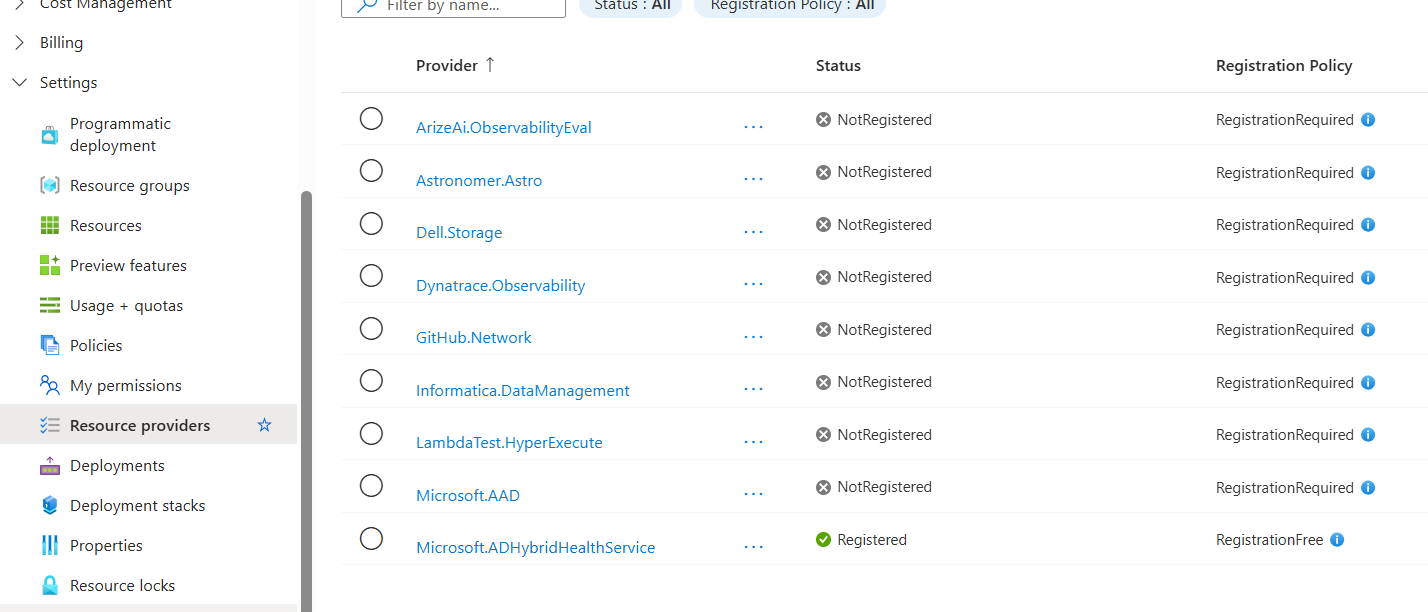 Cost Management
Billing
Settings
Programmatic
deployment
Resource groups
Resources
Preview features
Usage + quotas
Policies
My permissions
Resource providers
Deployments
Deployment stacks
Properties
Resource locks
Filter by name... Status : All Registration Policy : All
Provider ↑ Status Registration Policy
ArizeAi.ObservabilityEval ... NotRegistered RegistrationRequired
Astronomer.Astro ... NotRegistered RegistrationRequired
Dell.Storage ... NotRegistered RegistrationRequired
Dynatrace.Observability ... NotRegistered RegistrationRequired
GitHub.Network ... NotRegistered RegistrationRequired
Informatica.DataManagement ... NotRegistered RegistrationRequired
LambdaTest.HyperExecute ... NotRegistered RegistrationRequired
Microsoft.AAD ... NotRegistered RegistrationRequired
Microsoft.ADHybridHealthService ... Registered RegistrationFree